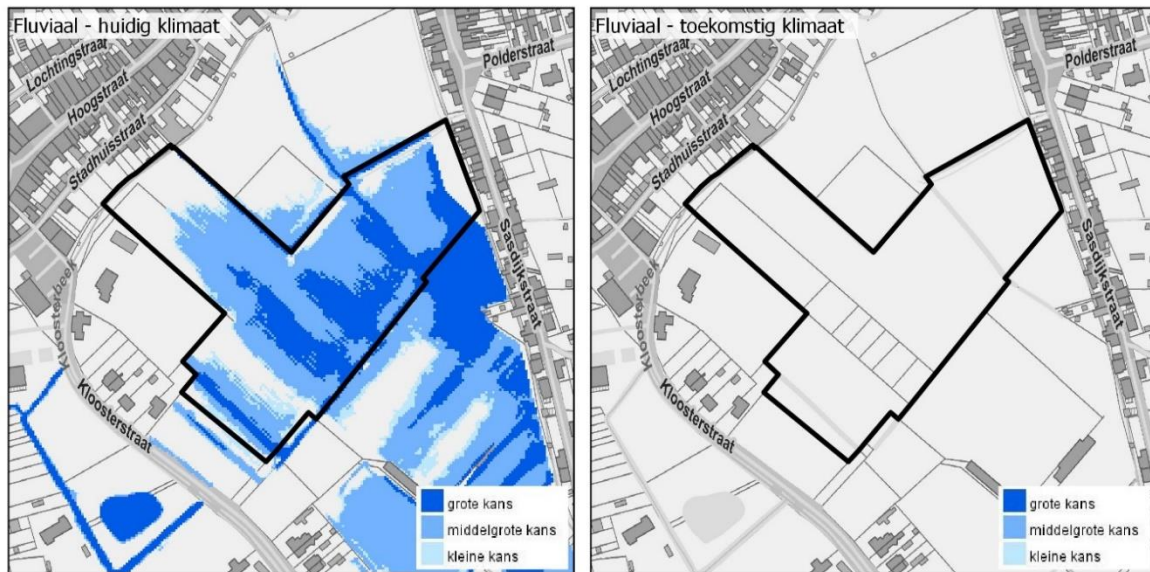 Fluviaal - huidig klimaat
Lochtingstraat
Hoogstraat
Stadhuisstraat
Polderstraat
Sasdijkstraat
Kloosterbeek
Kloosterstraat
grote kans
middelgrote kans
kleine kans
Fluviaal - toekomstig klimaat
Lochtingstraat
Hoogstraat
Stadhuisstraat
Polderstraat
Sasdijkstraat
Kloosterbeek
Kloosterstraat
grote kans
middelgrote kans
kleine kans